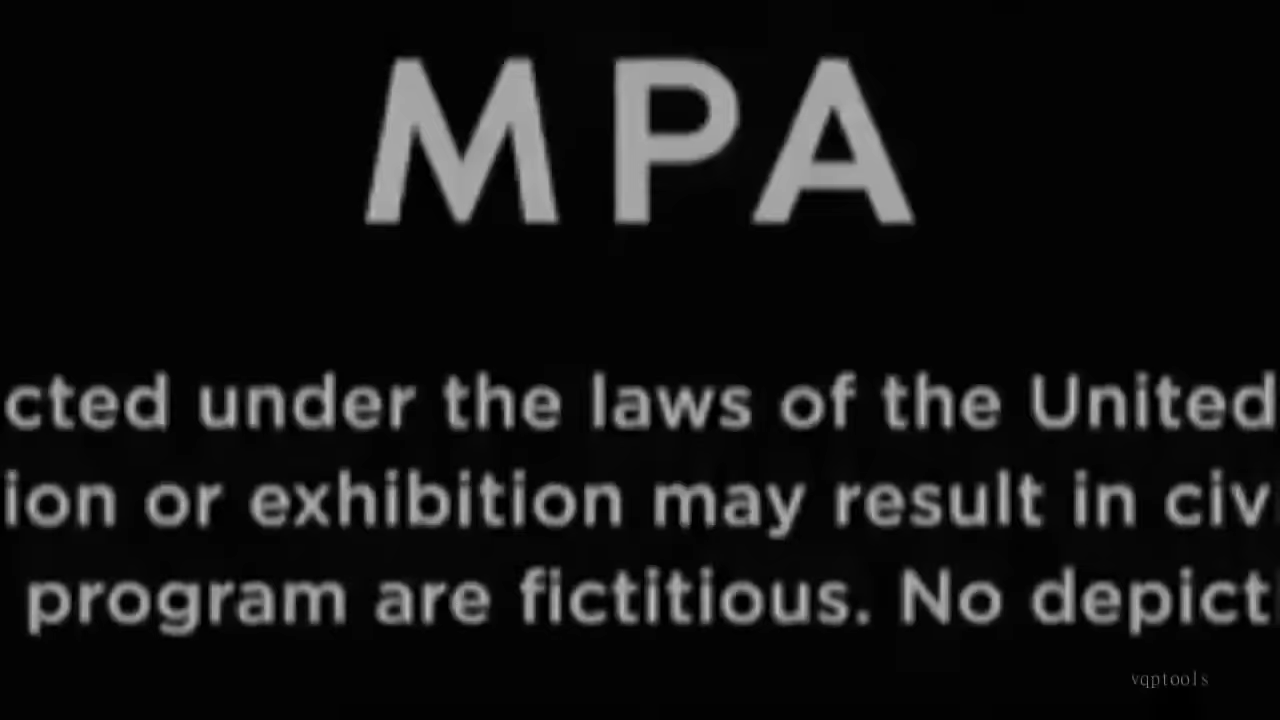 MPA
cted under the laws of the United
ion or exhibition may result in civ
program are fictitious. No depict
vqptools